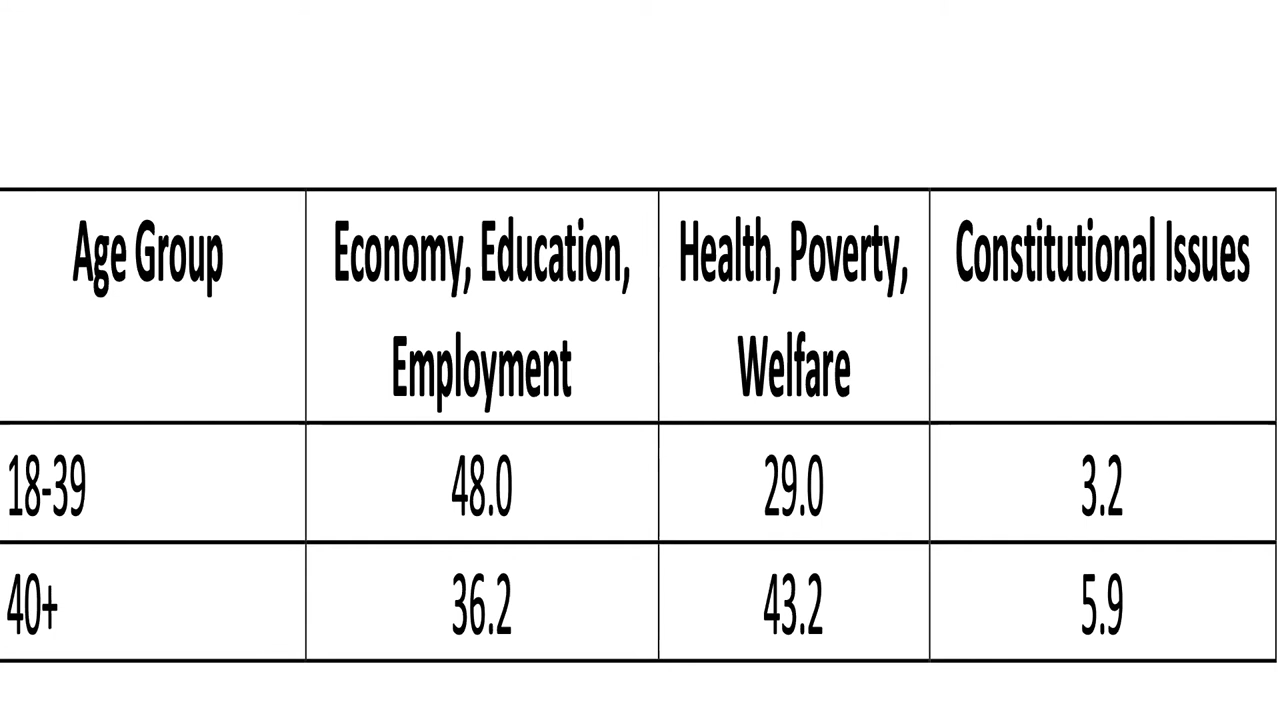 Age Group Economy, Education, Health, Poverty, Constitutional Issues
Employment Welfare
18-39 48.0 29.0 3.2
40+ 36.2 43.2 5.9